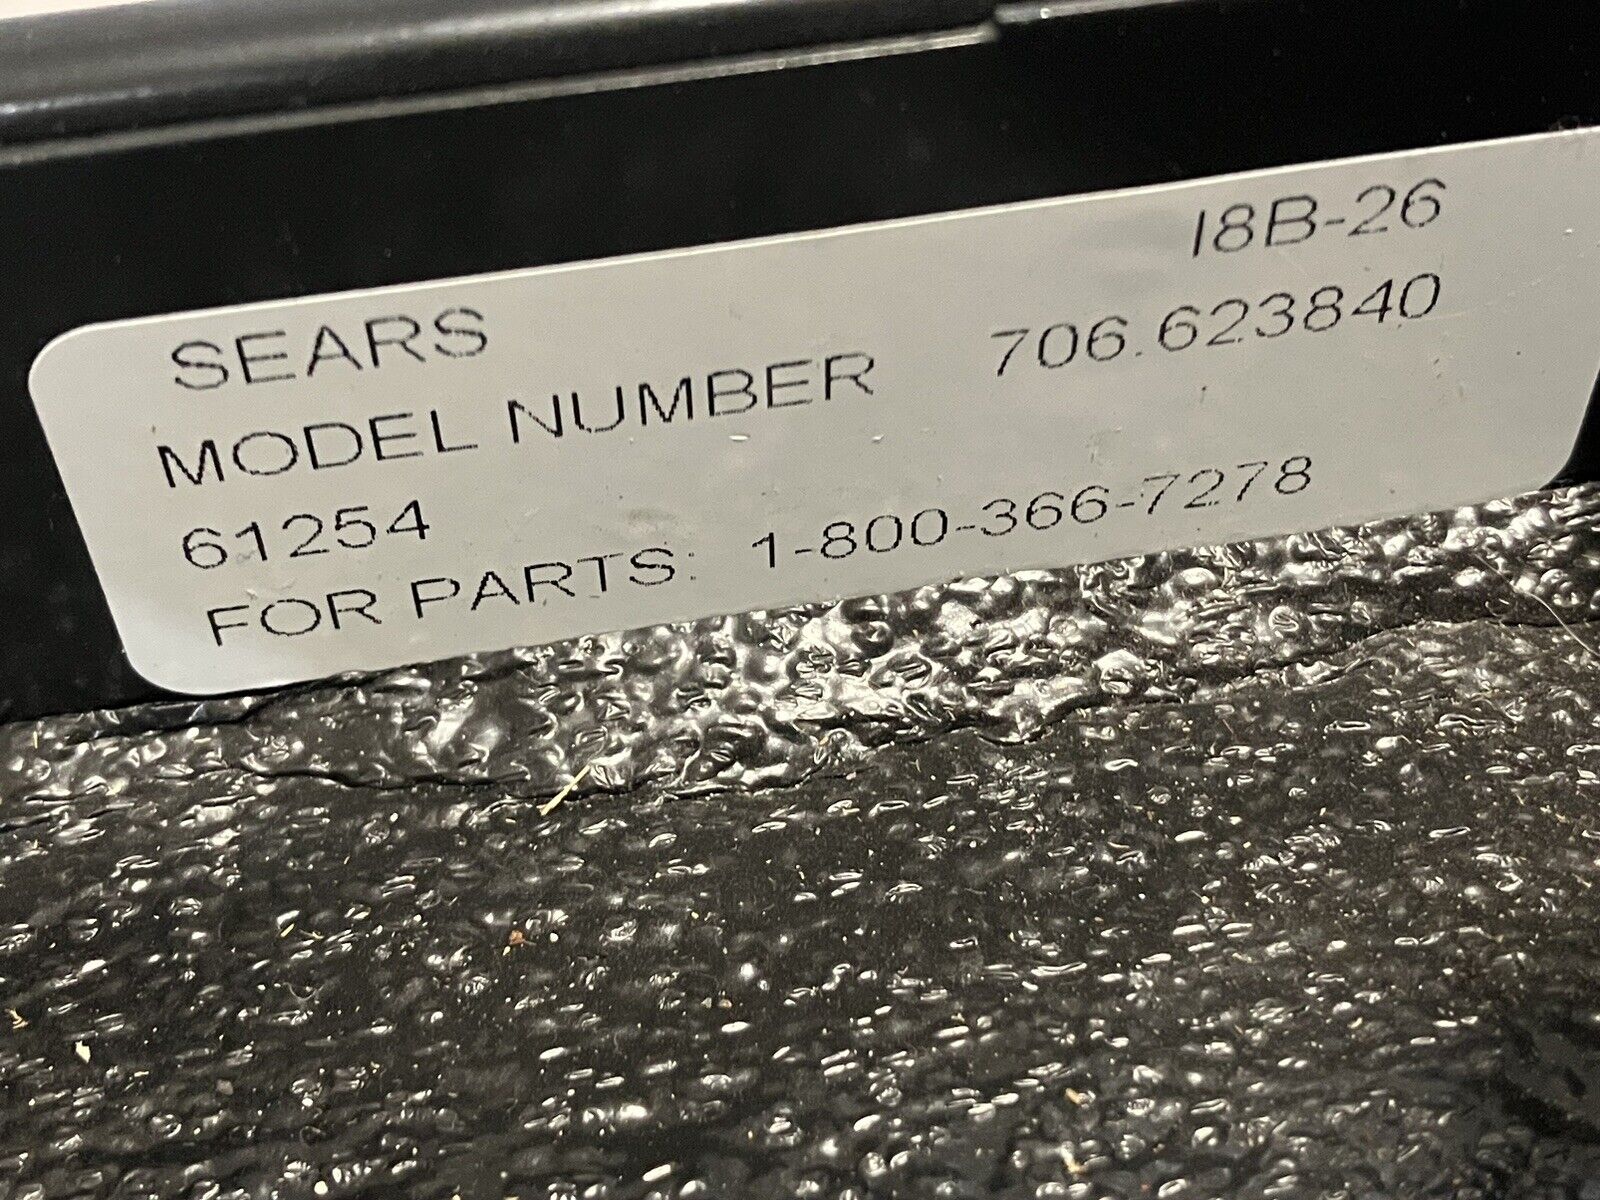 I8B-26
SEARS
MODEL NUMBER 706.623840
61254
FOR PARTS: 1-800-366-7278